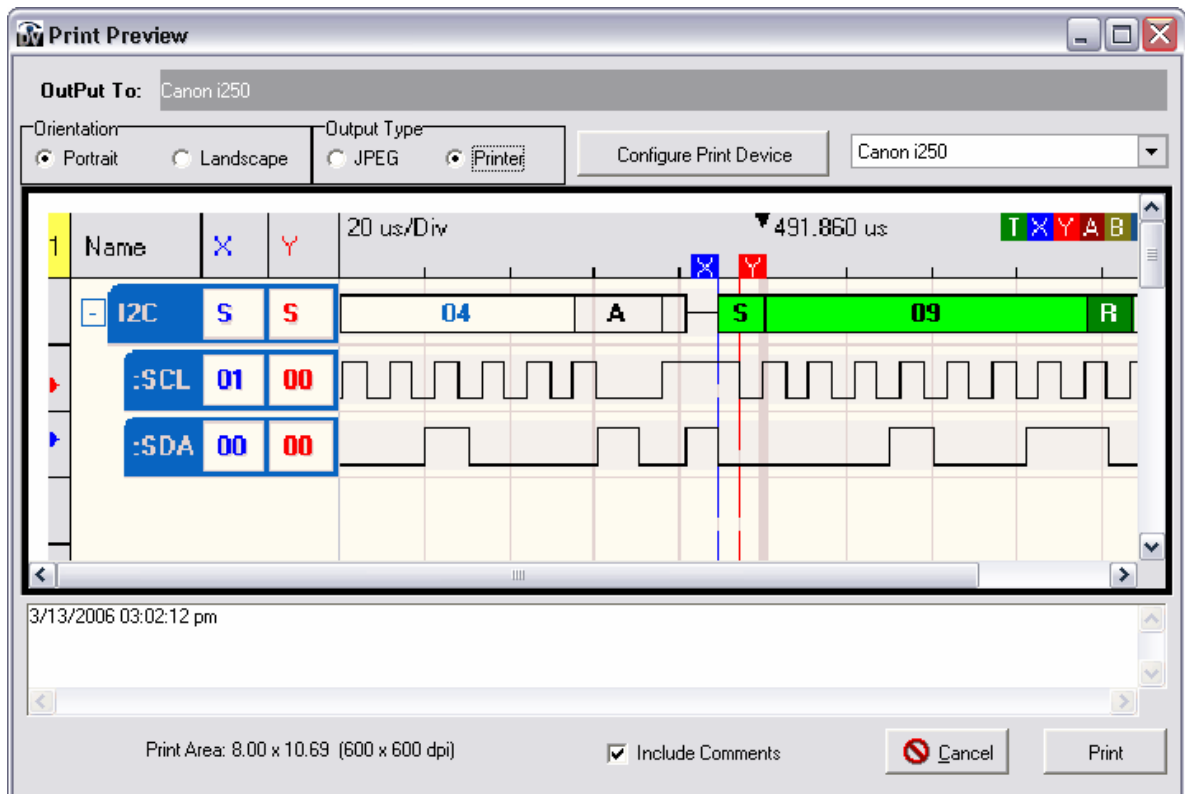 Print Preview
OutPut To: Canon i250
Orientation
Portrait Landscape
Output Type
JPEG Printer
Configure Print Device
Canon i250
1 Name X Y 20 us/Div 491.860 us T X Y A B
X Y
- I2C S S 04 A S 09 R
:SCL 01 00
:SDA 00 00
3/13/2006 03:02:12 pm
Print Area: 8.00 x 10.69 (600 x 600 dpi) Include Comments Cancel Print